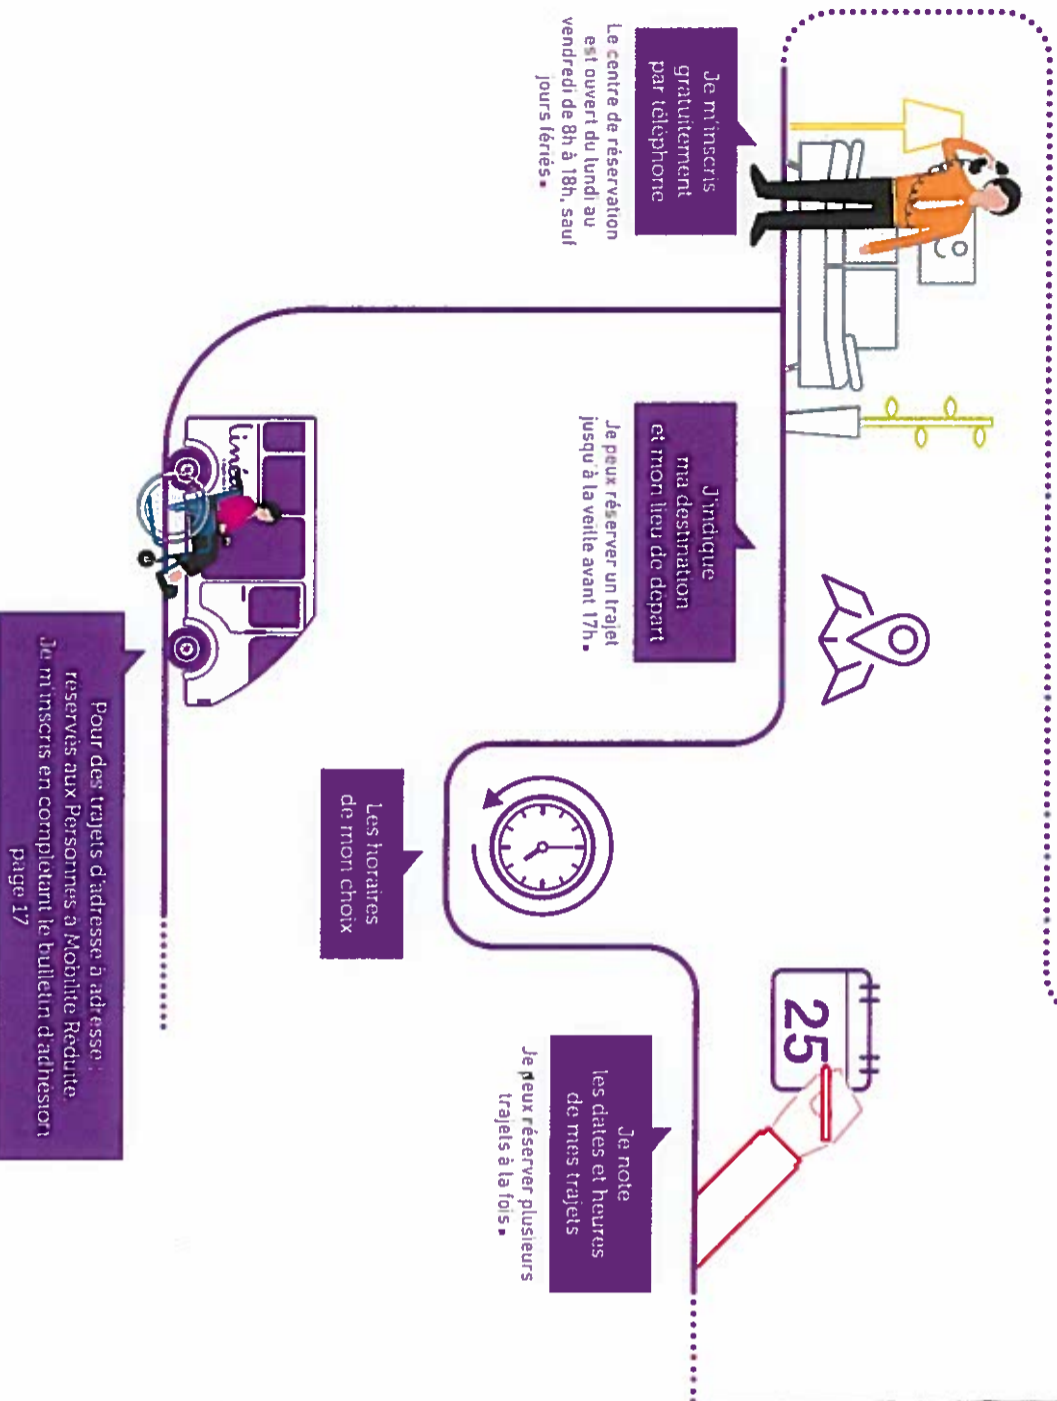 Je m'inscris
gratuitement
par téléphone
Le centre de réservation
est ouvert du lundi au
vendredi de 8h à 18h, sauf
jours fériés.
J'indique
ma destination
et mon lieu de départ
Je peux réserver un trajet
jusqu'à la veille avant 17h.
Les horaires
de mon choix
25
Je note
les dates et heures
de mes trajets
Je peux réserver plusieurs
trajets à la fois.
Pour des trajets d'adresse à adresse :
réservés aux Personnes à Mobilité Réduite,
Je m'inscris en complétant le bulletin d'adhésion
page 17